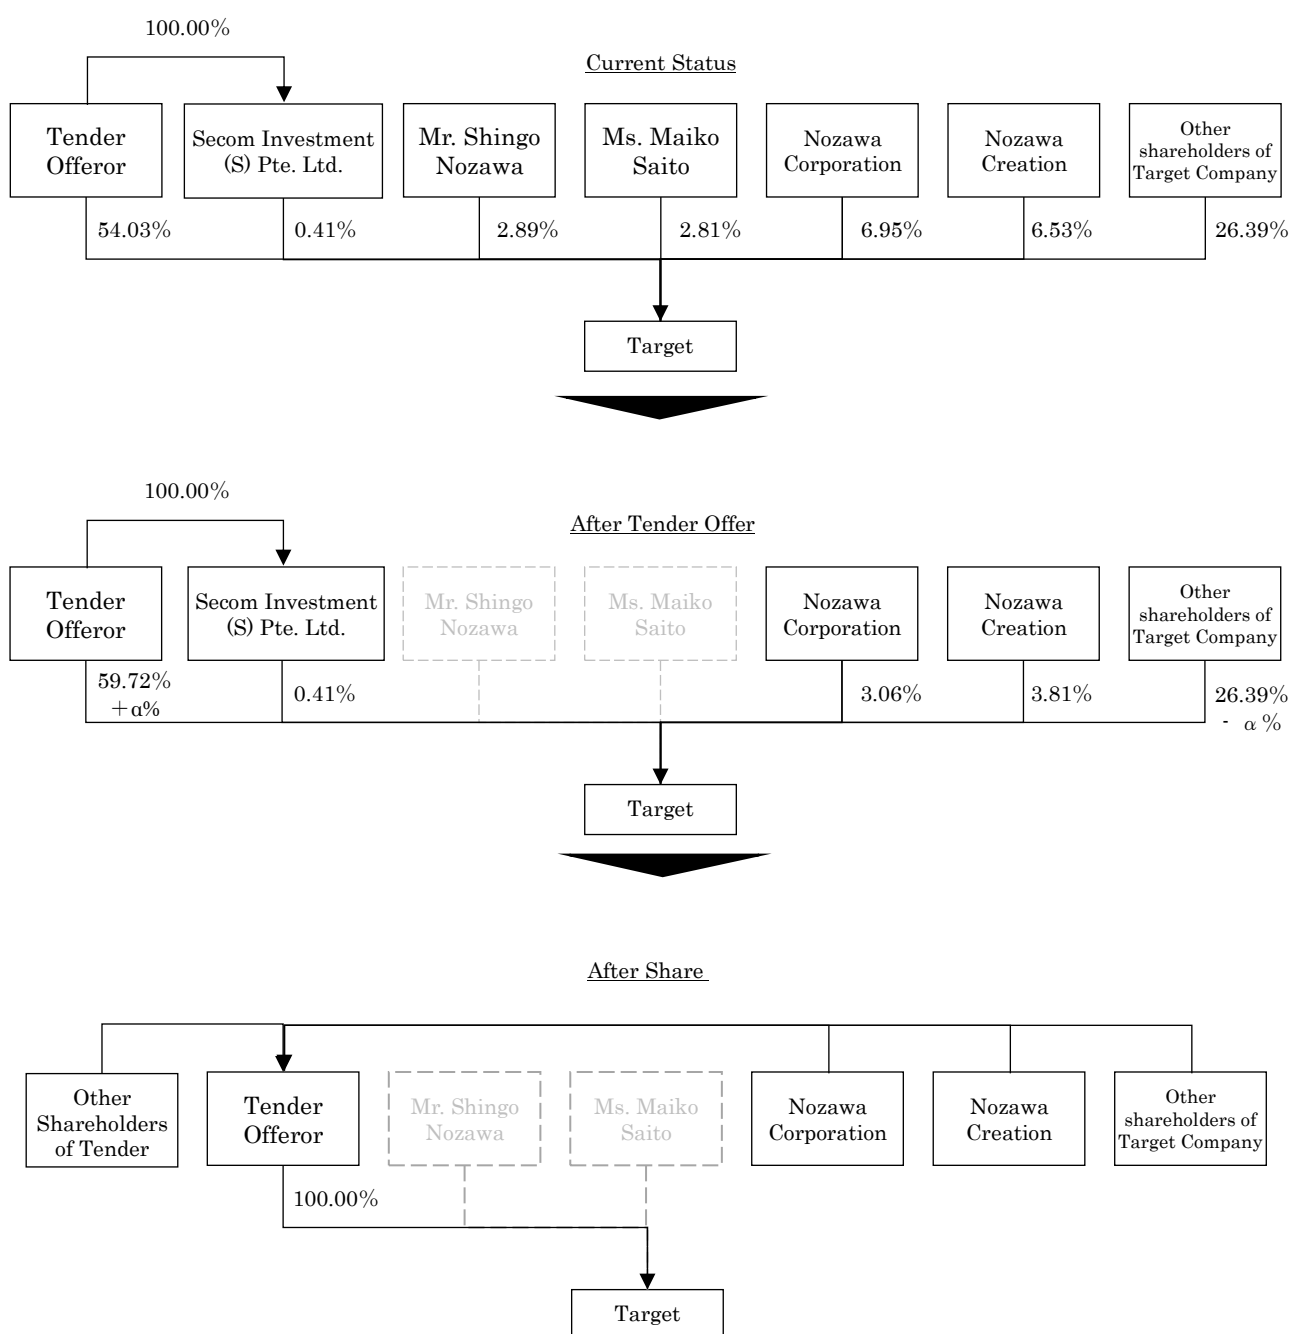 100.00%
Current Status
Tender
Offeror
Secom Investment
(S) Pte. Ltd.
Mr. Shingo
Nozawa
Ms. Maiko
Saito
Nozawa
Corporation
Nozawa
Creation
Other
shareholders of
Target Company
54.03%
0.41%
2.89%
2.81%
6.95%
6.53%
26.39%
Target
100.00%
After Tender Offer
Tender
Offeror
Secom Investment
(S) Pte. Ltd.
Mr. Shingo
Nozawa
Ms. Maiko
Saito
Nozawa
Corporation
Nozawa
Creation
Other
shareholders of
Target Company
59.72%
+α%
0.41%
3.06%
3.81%
26.39%
- α %
Target
After Share
Other
Shareholders
of Tender
Tender
Offeror
Mr. Shingo
Nozawa
Ms. Maiko
Saito
Nozawa
Corporation
Nozawa
Creation
Other
shareholders of
Target Company
100.00%
Target